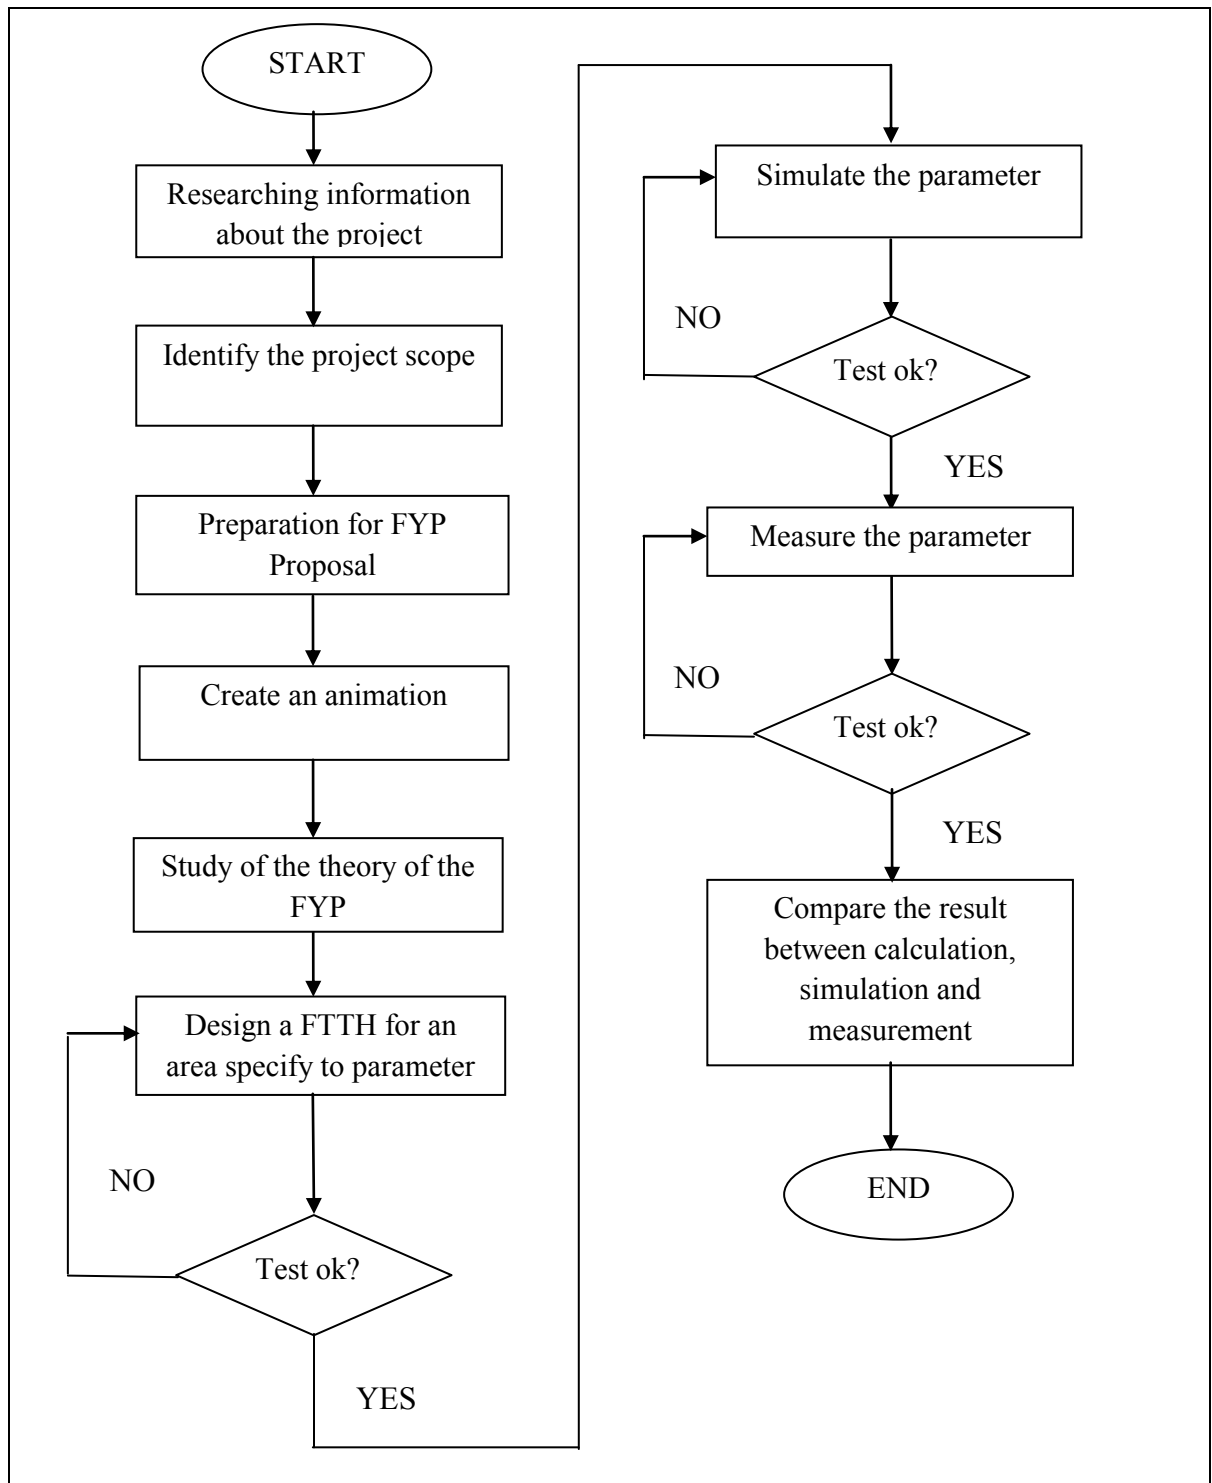 START
Researching information
about the project
Identify the project scope
Preparation for FYP
Proposal
Create an animation
Study of the theory of the
FYP
Design a FTTH for an
area specify to parameter
NO
Test ok?
YES
Simulate the parameter
NO
Test ok?
YES
Measure the parameter
NO
Test ok?
YES
Compare the result
between calculation,
simulation and
measurement
END